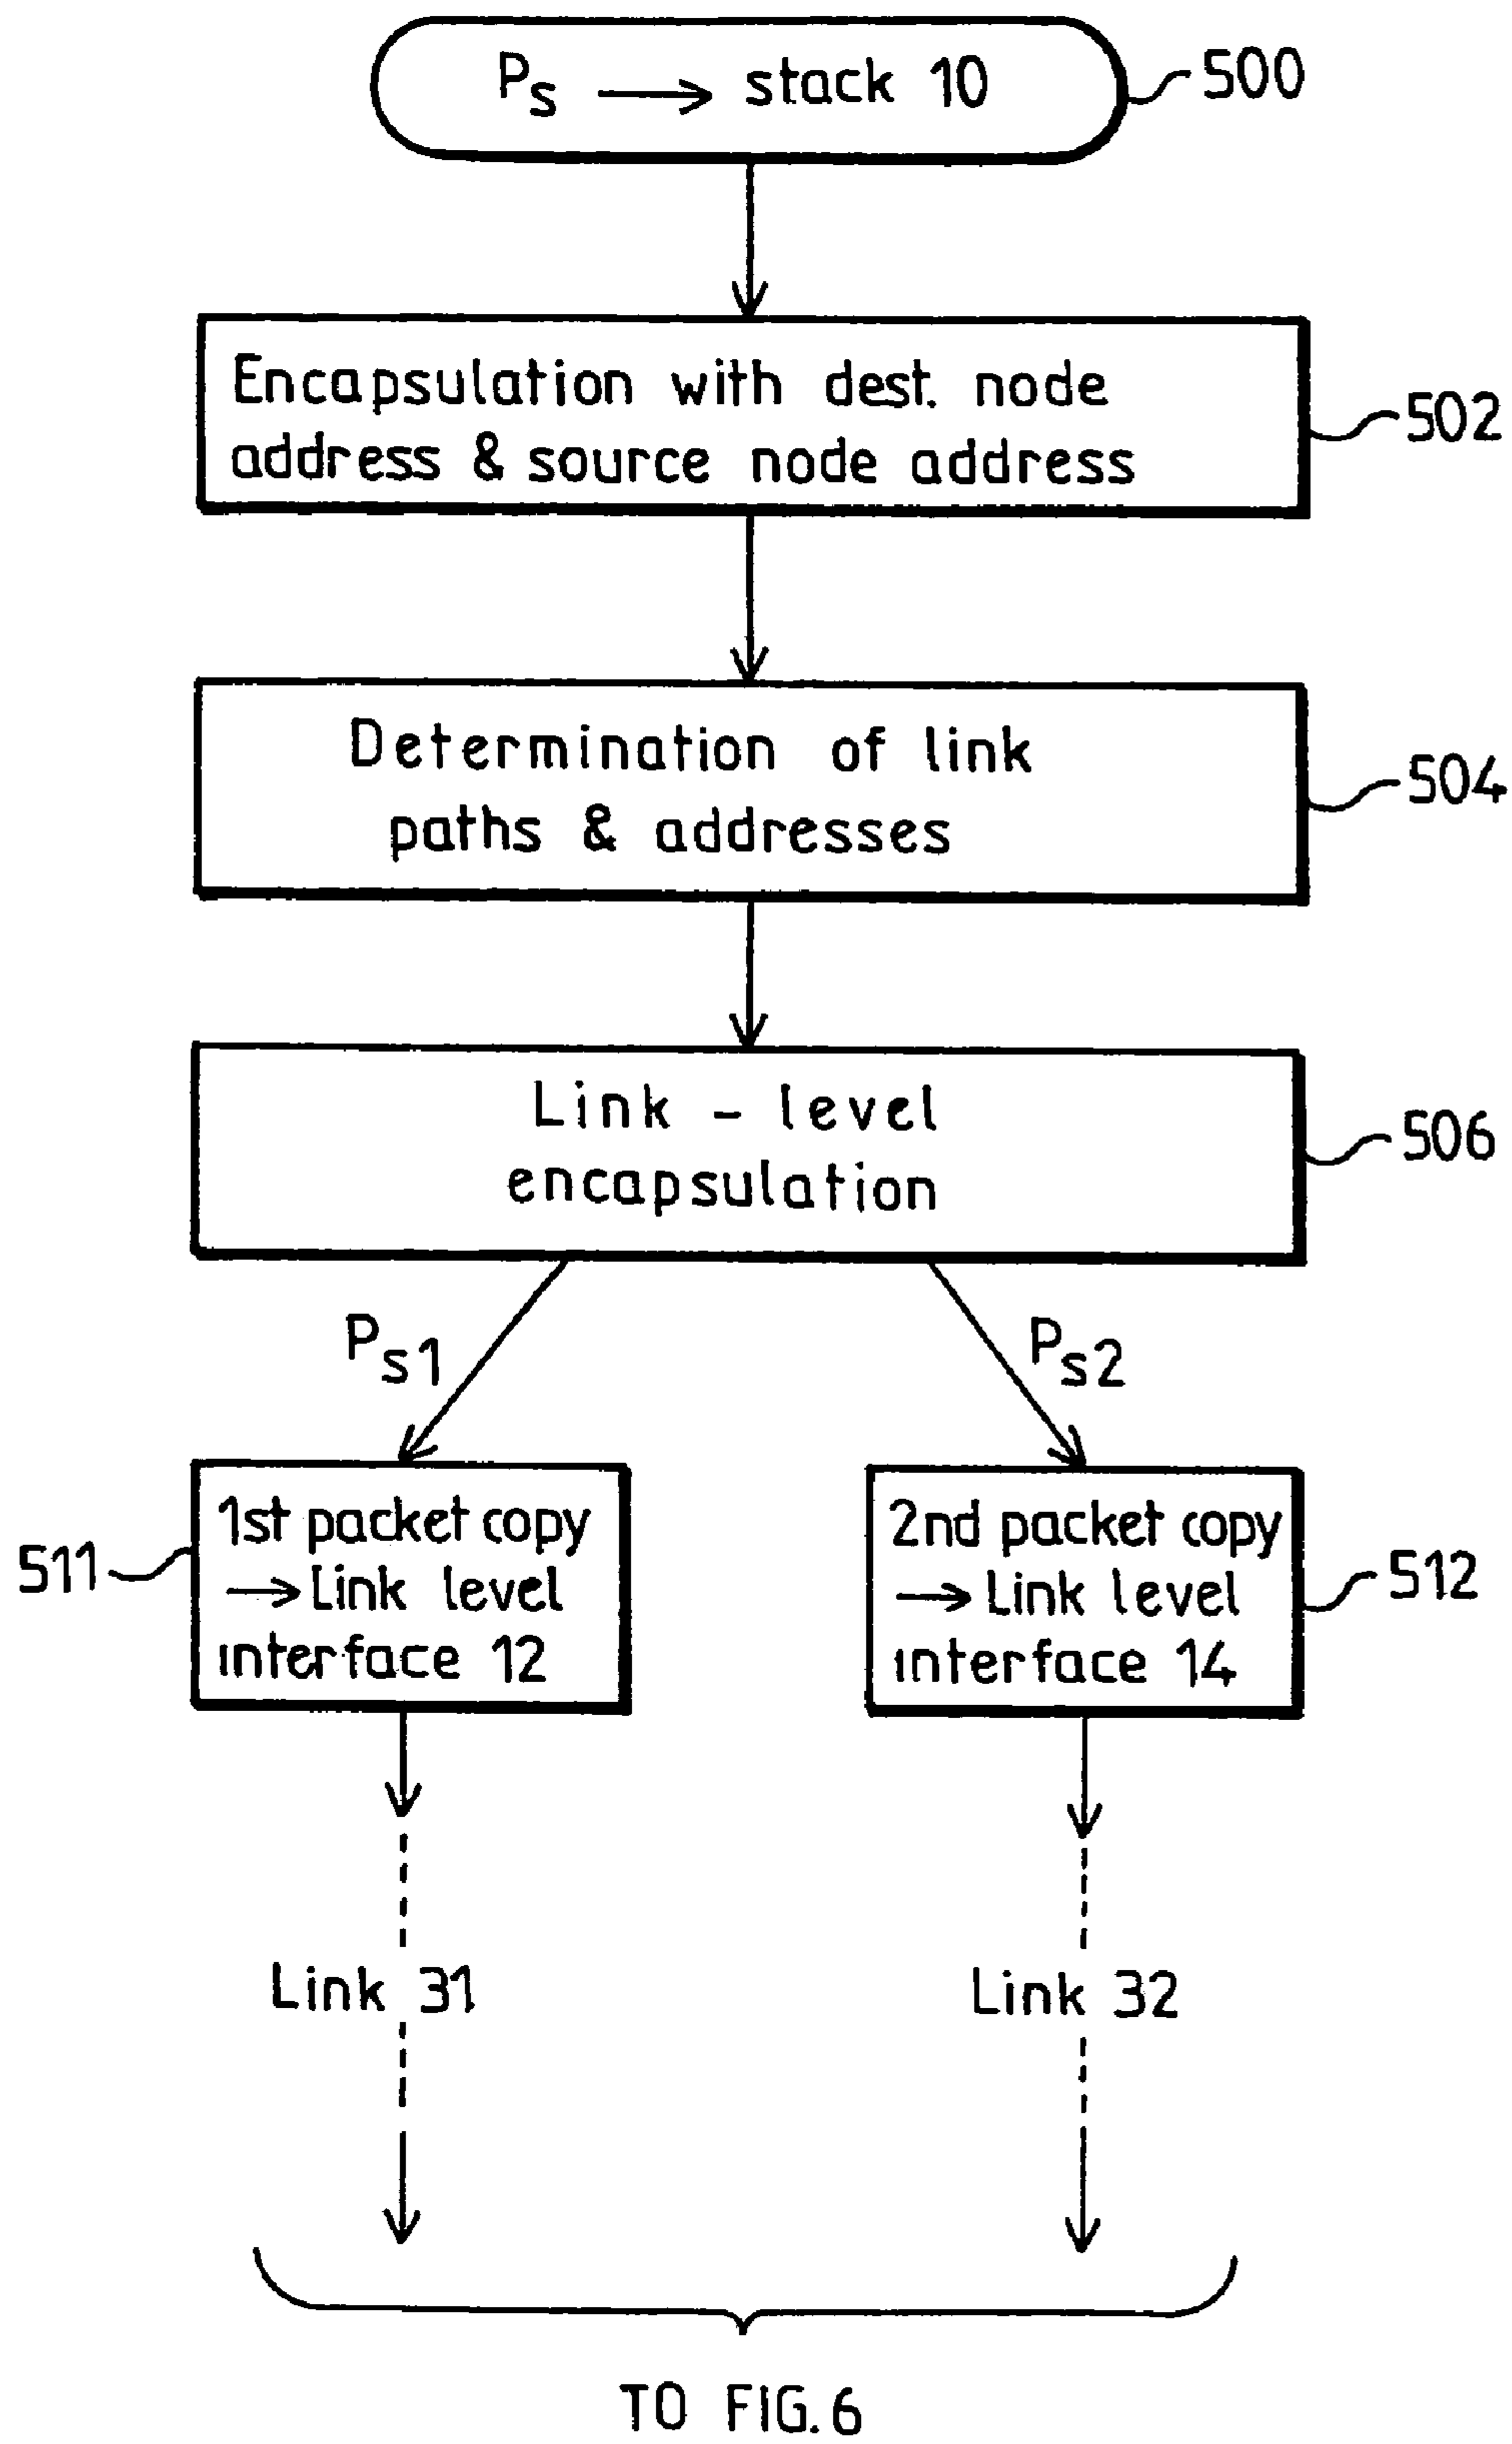 Ps → stack 10
500
Encapsulation with dest. node
address & source node address
502
Determination of link
paths & addresses
504
Link - level
encapsulation
506
Ps1
Ps2
511
1st packet copy
→ Link level
interface 12
2nd packet copy
→ Link level
interface 14
512
Link 31
Link 32
TO FIG.6